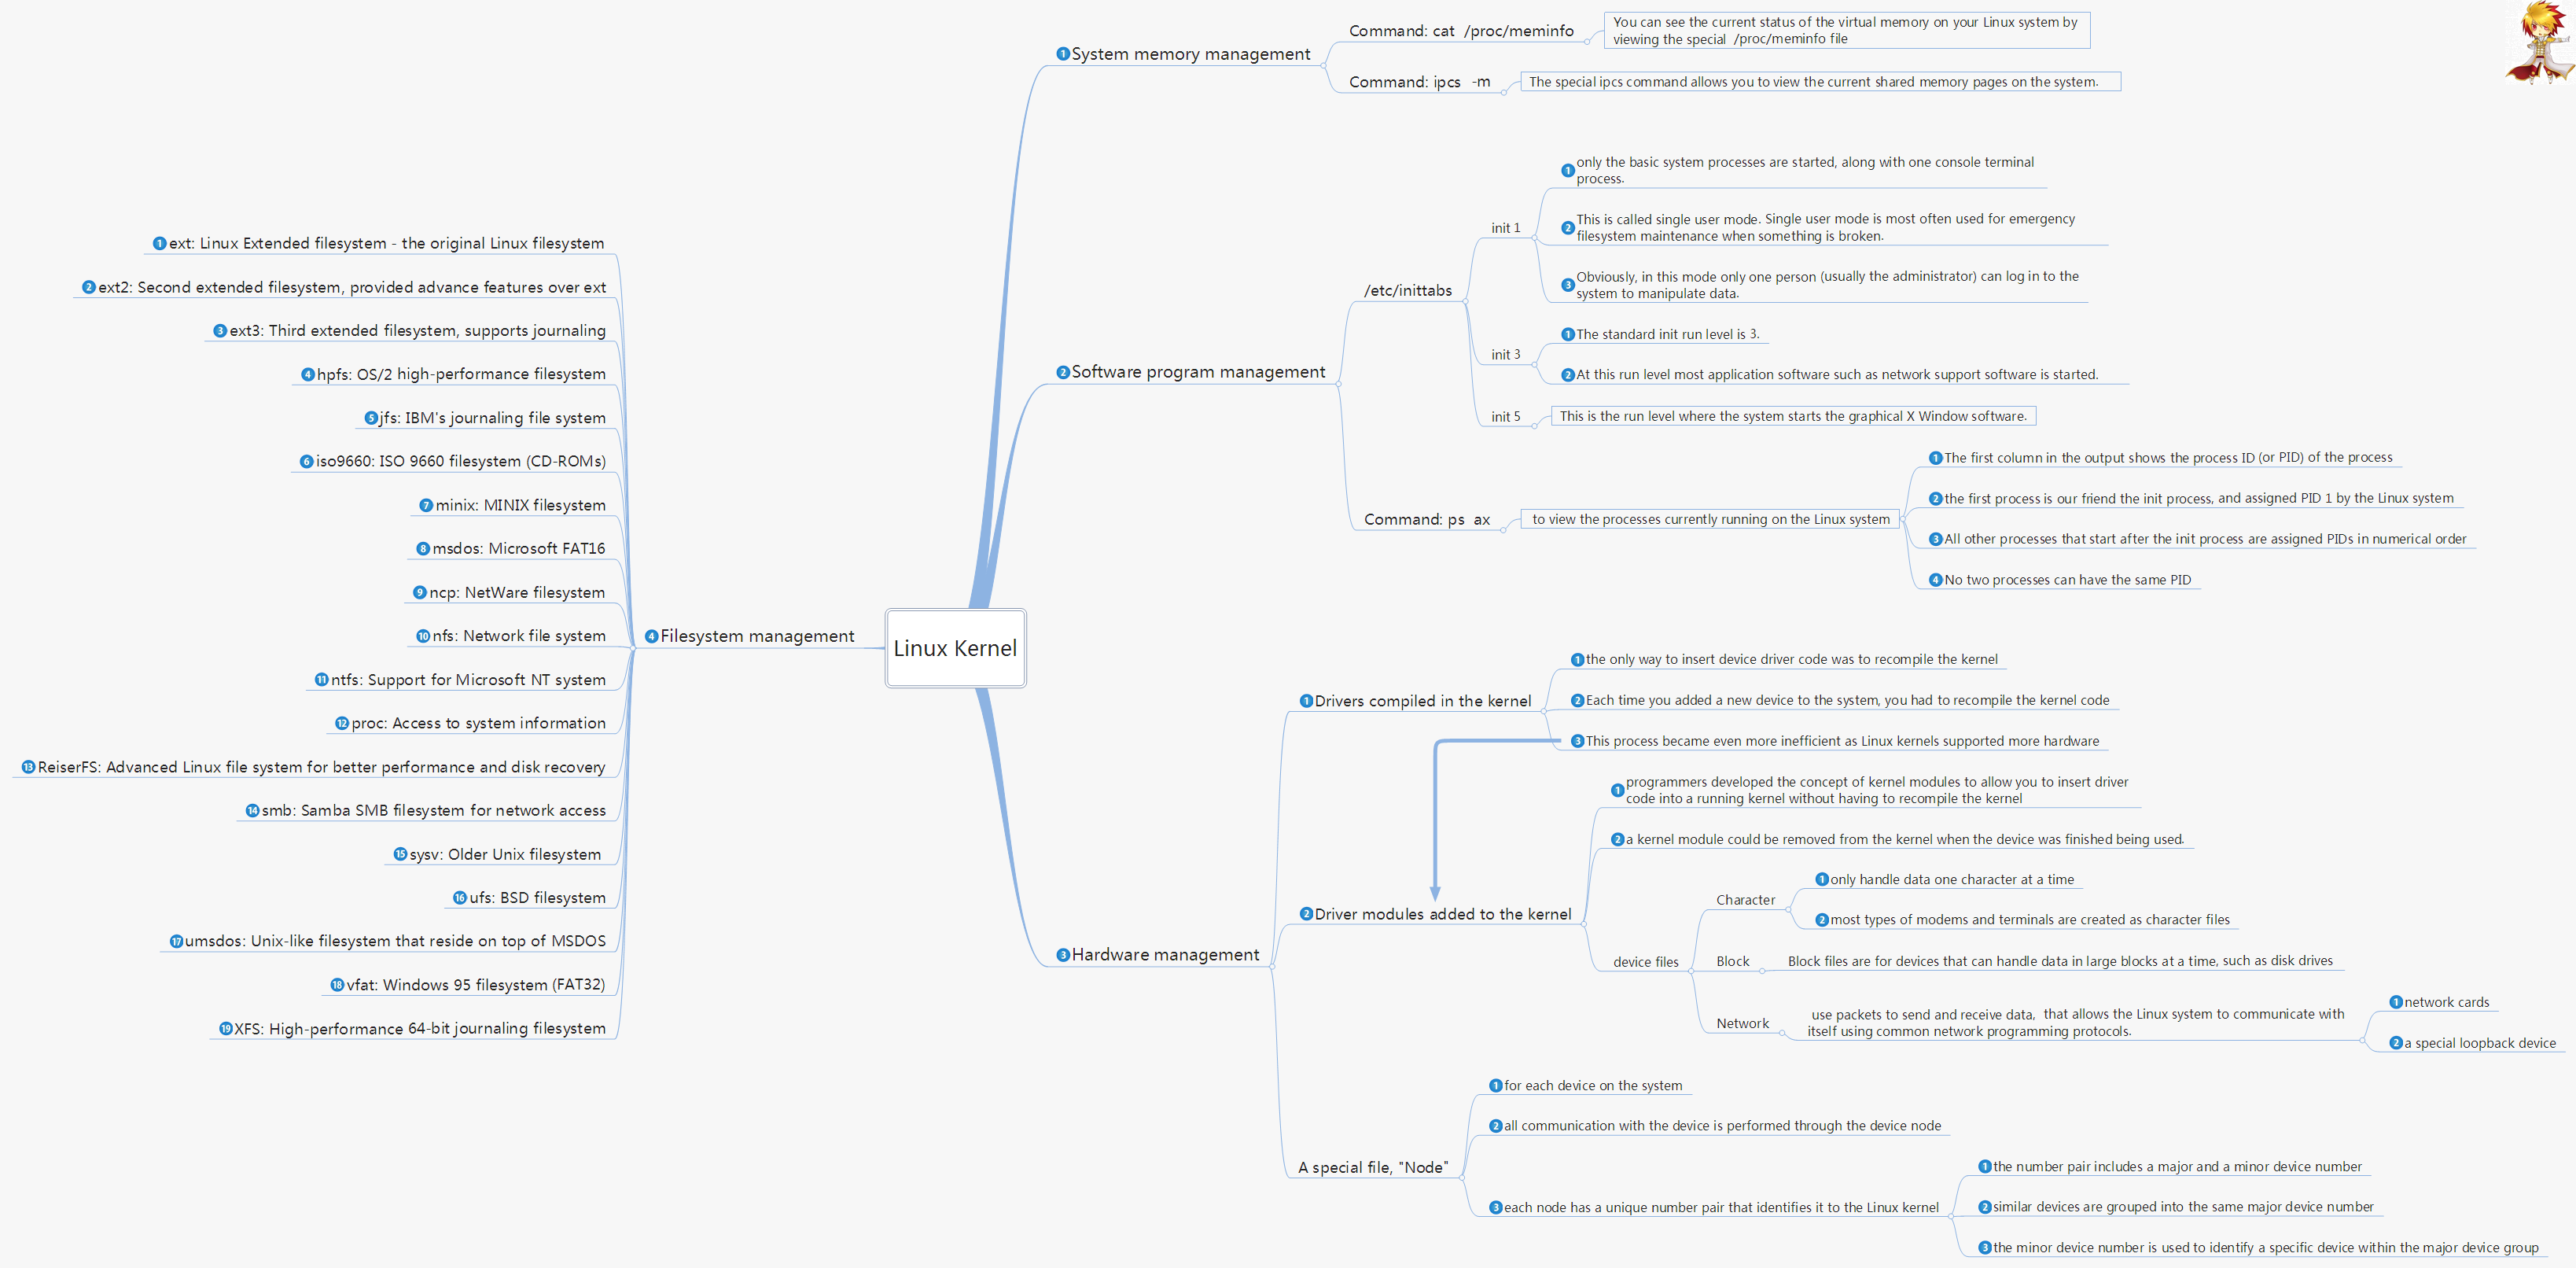 Linux Kernel
1 System memory management
Command: cat /proc/meminfo
You can see the current status of the virtual memory on your Linux system by
viewing the special /proc/meminfo file
Command: ipcs -m
The special ipcs command allows you to view the current shared memory pages on the system.
2 Software program management
/etc/inittabs
init 1
1 only the basic system processes are started, along with one console terminal
process.
2 This is called single user mode. Single user mode is most often used for emergency
filesystem maintenance when something is broken.
3 Obviously, in this mode only one person (usually the administrator) can log in to the
system to manipulate data.
init 3
1 The standard init run level is 3.
2 At this run level most application software such as network support software is started.
init 5
This is the run level where the system starts the graphical X Window software.
Command: ps ax
to view the processes currently running on the Linux system
1 The first column in the output shows the process ID (or PID) of the process
2 the first process is our friend the init process, and assigned PID 1 by the Linux system
3 All other processes that start after the init process are assigned PIDs in numerical order
4 No two processes can have the same PID
3 Hardware management
1 Drivers compiled in the kernel
1 the only way to insert device driver code was to recompile the kernel
2 Each time you added a new device to the system, you had to recompile the kernel code
3 This process became even more inefficient as Linux kernels supported more hardware
2 Driver modules added to the kernel
1 programmers developed the concept of kernel modules to allow you to insert driver
code into a running kernel without having to recompile the kernel
2 a kernel module could be removed from the kernel when the device was finished being used.
device files
Character
1 only handle data one character at a time
2 most types of modems and terminals are created as character files
Block
Block files are for devices that can handle data in large blocks at a time, such as disk drives
Network
use packets to send and receive data, that allows the Linux system to communicate with
itself using common network programming protocols.
1 network cards
2 a special loopback device
A special file, "Node"
1 for each device on the system
2 all communication with the device is performed through the device node
3 each node has a unique number pair that identifies it to the Linux kernel
1 the number pair includes a major and a minor device number
2 similar devices are grouped into the same major device number
3 the minor device number is used to identify a specific device within the major device group
4 Filesystem management
1 ext: Linux Extended filesystem - the original Linux filesystem
2 ext2: Second extended filesystem, provided advance features over ext
3 ext3: Third extended filesystem, supports journaling
4 hpfs: OS/2 high-performance filesystem
5 jfs: IBM's journaling file system
6 iso9660: ISO 9660 filesystem (CD-ROMs)
7 minix: MINIX filesystem
8 msdos: Microsoft FAT16
9 ncp: NetWare filesystem
10 nfs: Network file system
11 ntfs: Support for Microsoft NT system
12 proc: Access to system information
13 ReiserFS: Advanced Linux file system for better performance and disk recovery
14 smb: Samba SMB filesystem for network access
15 sysv: Older Unix filesystem
16 ufs: BSD filesystem
17 umsdos: Unix-like filesystem that reside on top of MSDOS
18 vfat: Windows 95 filesystem (FAT32)
19 XFS: High-performance 64-bit journaling filesystem